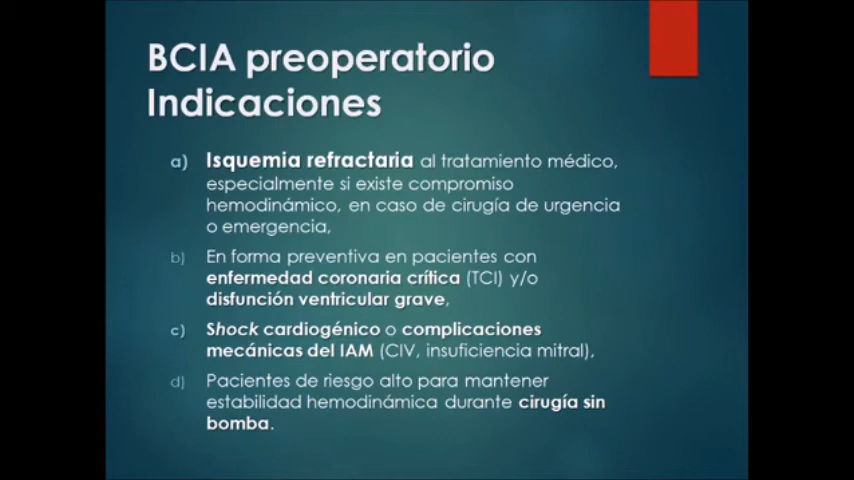 BCIA preoperatorio
Indicaciones
a) Isquemia refractaria al tratamiento médico,
especialmente si existe compromiso
hemodinámico, en caso de cirugía de urgencia
o emergencia,
b) En forma preventiva en pacientes con
enfermedad coronaria crítica (TCI) y/o
disfunción ventricular grave,
c) Shock cardiogénico o complicaciones
mecánicas del IAM (CIV, insuficiencia mitral),
d) Pacientes de riesgo alto para mantener
estabilidad hemodinámica durante cirugía sin
bomba.